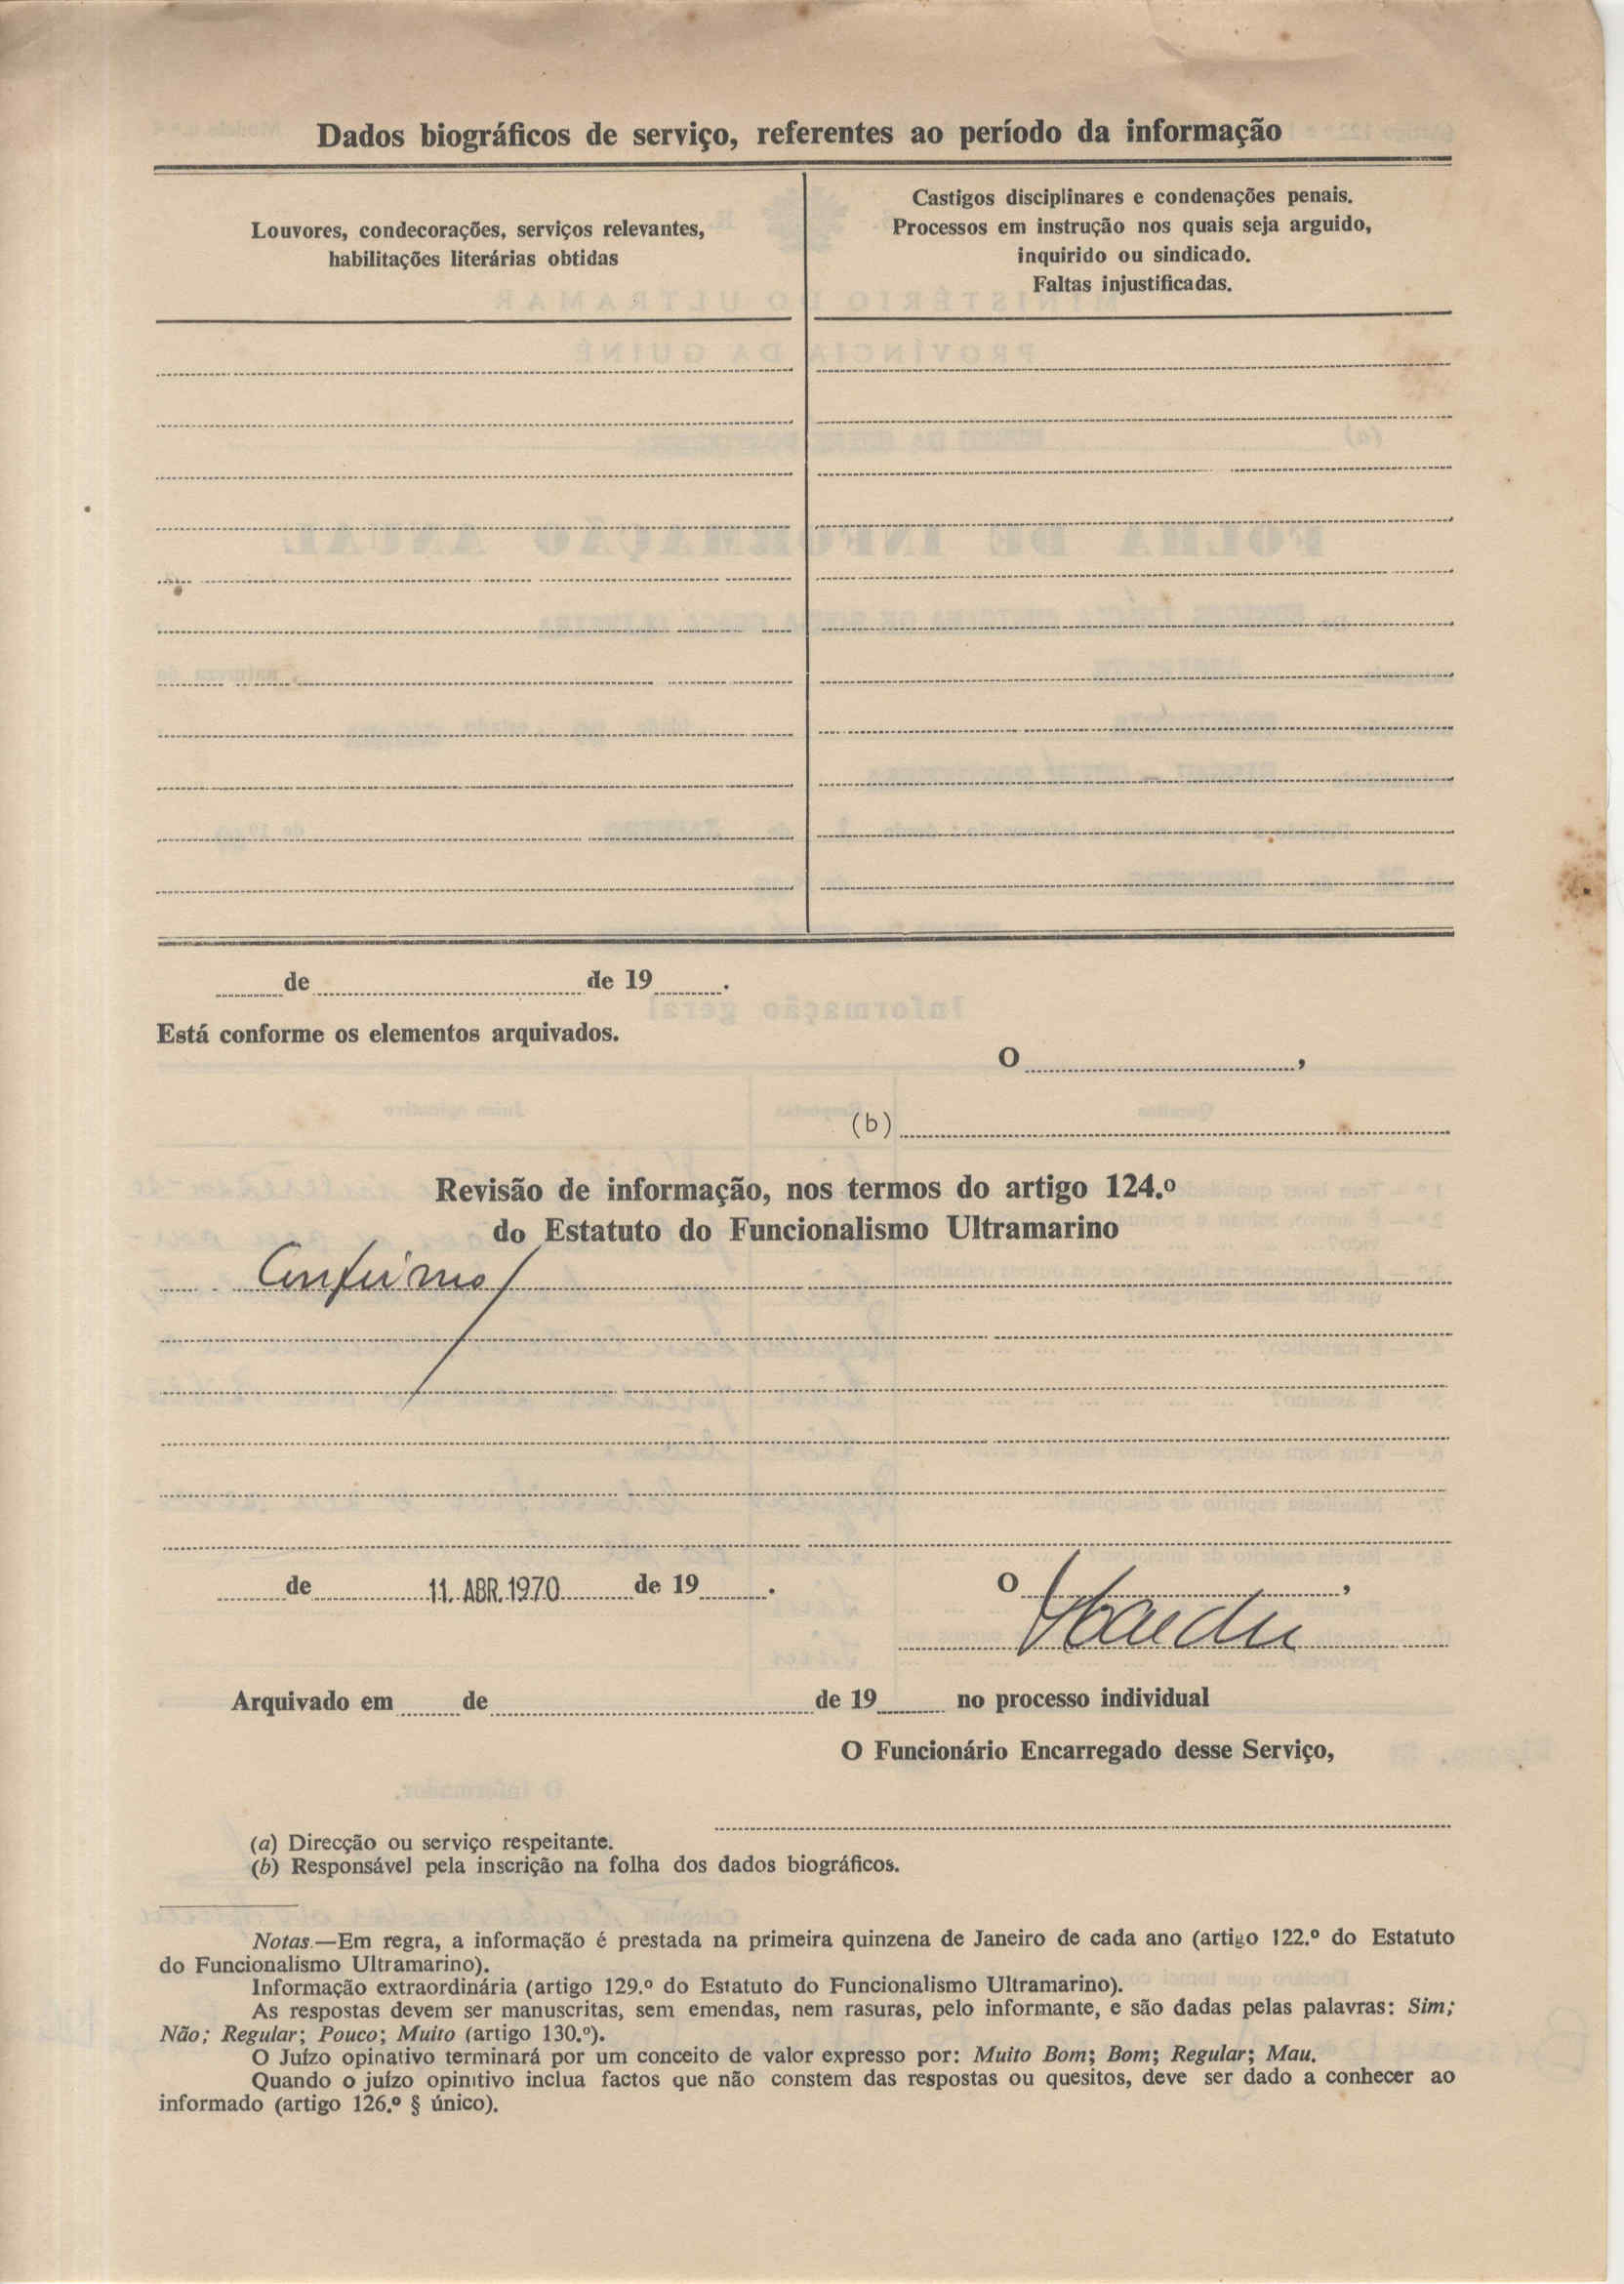 Dados biográficos de serviço, referentes ao período da informação
Louvores, condecorações, serviços relevantes,
habilitações literárias obtidas
Castigos disciplinares e condenações penais.
Processos em instrução nos quais seja arguido,
inquirido ou sindicado.
Faltas injustificadas.
de de 19 .
Está conforme os elementos arquivados.
O ,
(b)
Revisão de informação, nos termos do artigo 124.º
do Estatuto do Funcionalismo Ultramarino
Confirmo
de 11. ABR. 1970 de 19 .
O ,
Arquivado em de de 19 no processo individual
O Funcionário Encarregado desse Serviço,
(a) Direcção ou serviço respeitante.
(b) Responsável pela inscrição na folha dos dados biográficos.
Notas.—Em regra, a informação é prestada na primeira quinzena de Janeiro de cada ano (artigo 122.º do Estatuto
do Funcionalismo Ultramarino).
Informação extraordinária (artigo 129.º do Estatuto do Funcionalismo Ultramarino).
As respostas devem ser manuscritas, sem emendas, nem rasuras, pelo informante, e são dadas pelas palavras: Sim;
Não; Regular; Pouco; Muito (artigo 130.º).
O Juízo opinativo terminará por um conceito de valor expresso por: Muito Bom; Bom; Regular; Mau.
Quando o juízo opinitivo inclua factos que não constem das respostas ou quesitos, deve ser dado a conhecer ao
informado (artigo 126.º § único).